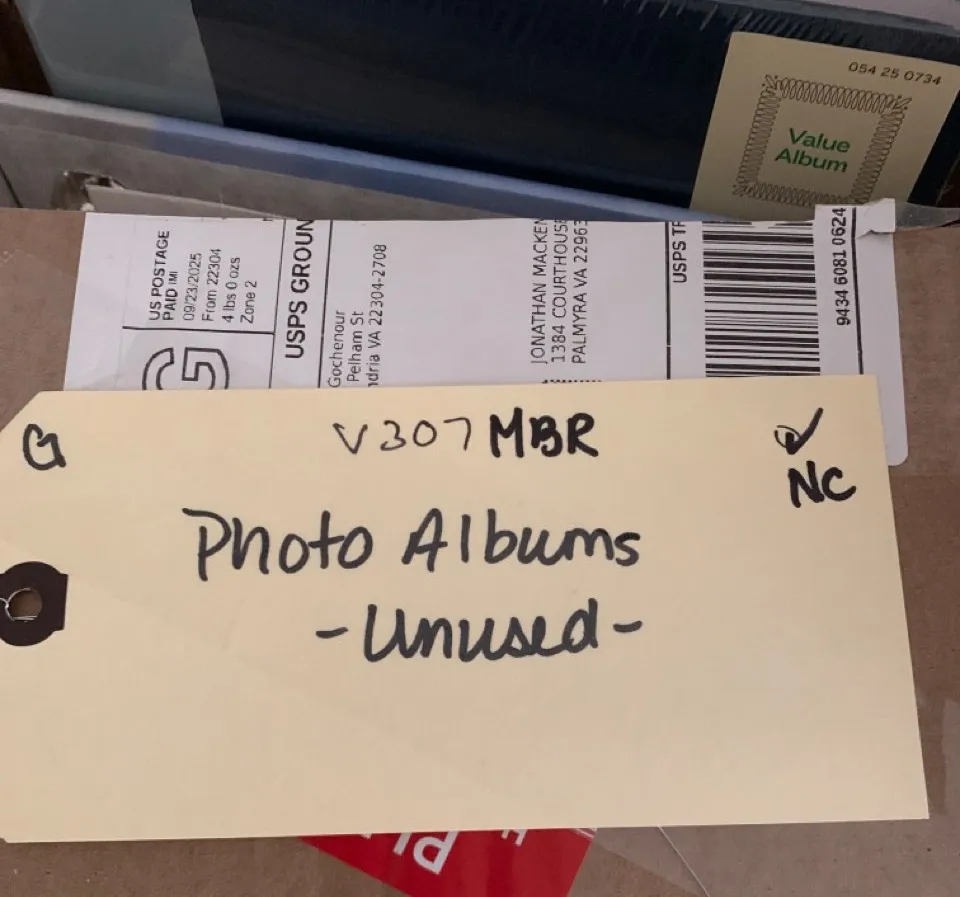 054 25 0734
Value
Album
US POSTAGE
PAID IMI
09/23/2025
From 22304
4 lbs 0 ozs
Zone 2
G
USPS GROUN
Gochenour
Pelham St
ndria VA 22304-2708
JONATHAN MACKEN
1384 COURTHOUSE
PALMYRA VA 22963
USPS TR
9434 6081 0624
G
V307 MBR
NC
Photo Albums
-Unused-